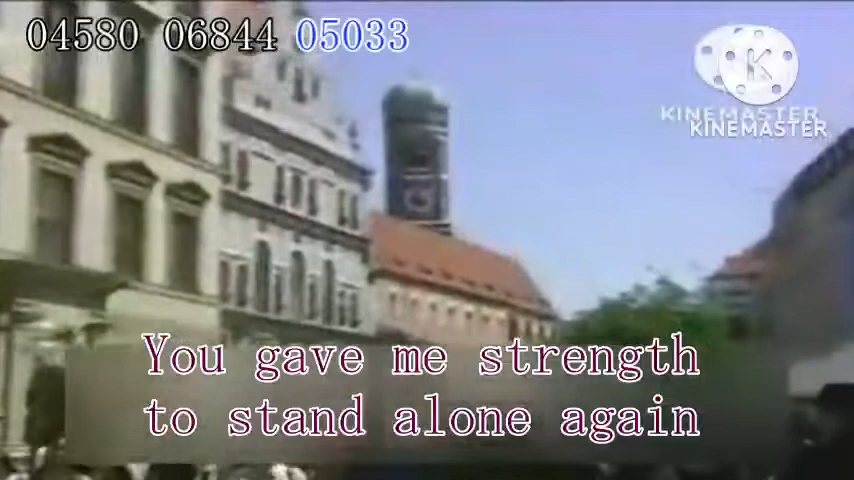 04580 06844 05033
KINEMASTER
KINEMASTER
You gave me strength
to stand alone again